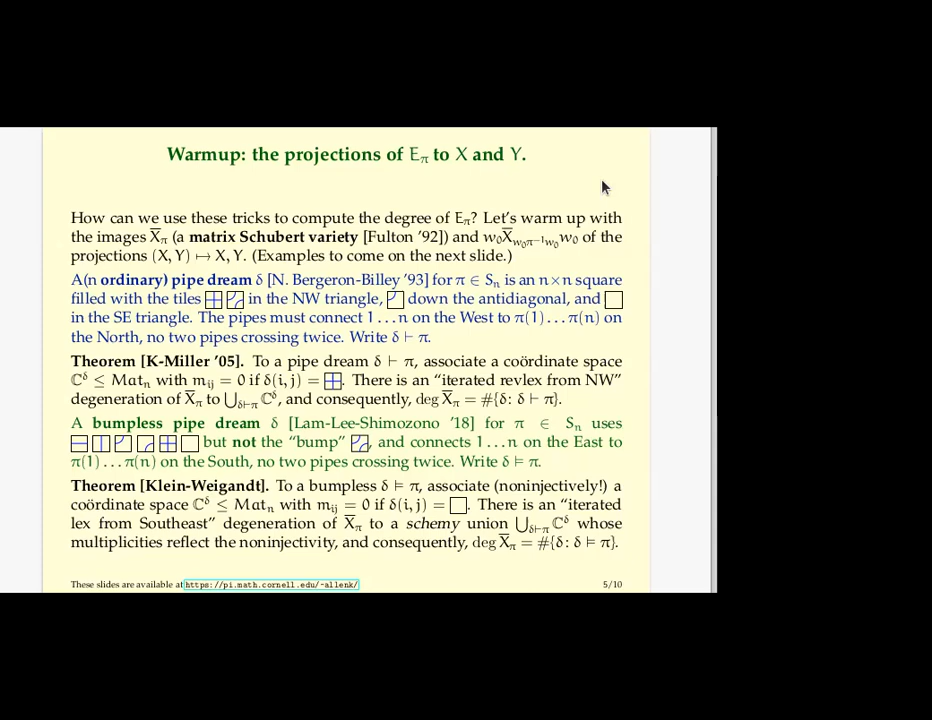 Warmup: the projections of E_π to X and Y.
How can we use these tricks to compute the degree of E_π? Let's warm up with
the images X̅_π (a matrix Schubert variety [Fulton '92]) and w₀X̅_{w₀π⁻¹w₀}w₀ of the
projections (X, Y) ↦ X, Y. (Examples to come on the next slide.)
A(n ordinary) pipe dream δ [N. Bergeron-Billey '93] for π ∈ S_n is an n×n square
filled with the tiles in the NW triangle, down the antidiagonal, and
in the SE triangle. The pipes must connect 1...n on the West to π(1)...π(n) on
the North, no two pipes crossing twice. Write δ ⊢ π.
Theorem [K-Miller '05]. To a pipe dream δ ⊢ π, associate a coördinate space
ℂ^δ ≤ Mat_n with m_ij = 0 if δ(i, j) = . There is an "iterated revlex from NW"
degeneration of X̅_π to ⋃_{δ⊢π} ℂ^δ, and consequently, deg X̅_π = #{δ: δ ⊢ π}.
A bumpless pipe dream δ [Lam-Lee-Shimozono '18] for π ∈ S_n uses
but not the "bump" , and connects 1...n on the East to
π(1)...π(n) on the South, no two pipes crossing twice. Write δ ⊨ π.
Theorem [Klein-Weigandt]. To a bumpless δ ⊨ π, associate (noninjectively!) a
coördinate space ℂ^δ ≤ Mat_n with m_ij = 0 if δ(i, j) = . There is an "iterated
lex from Southeast" degeneration of X̅_π to a schemy union ⋃_{δ⊨π} ℂ^δ whose
multiplicities reflect the noninjectivity, and consequently, deg X̅_π = #{δ: δ ⊨ π}.
These slides are available at https://pi.math.cornell.edu/~allenk/
5/10